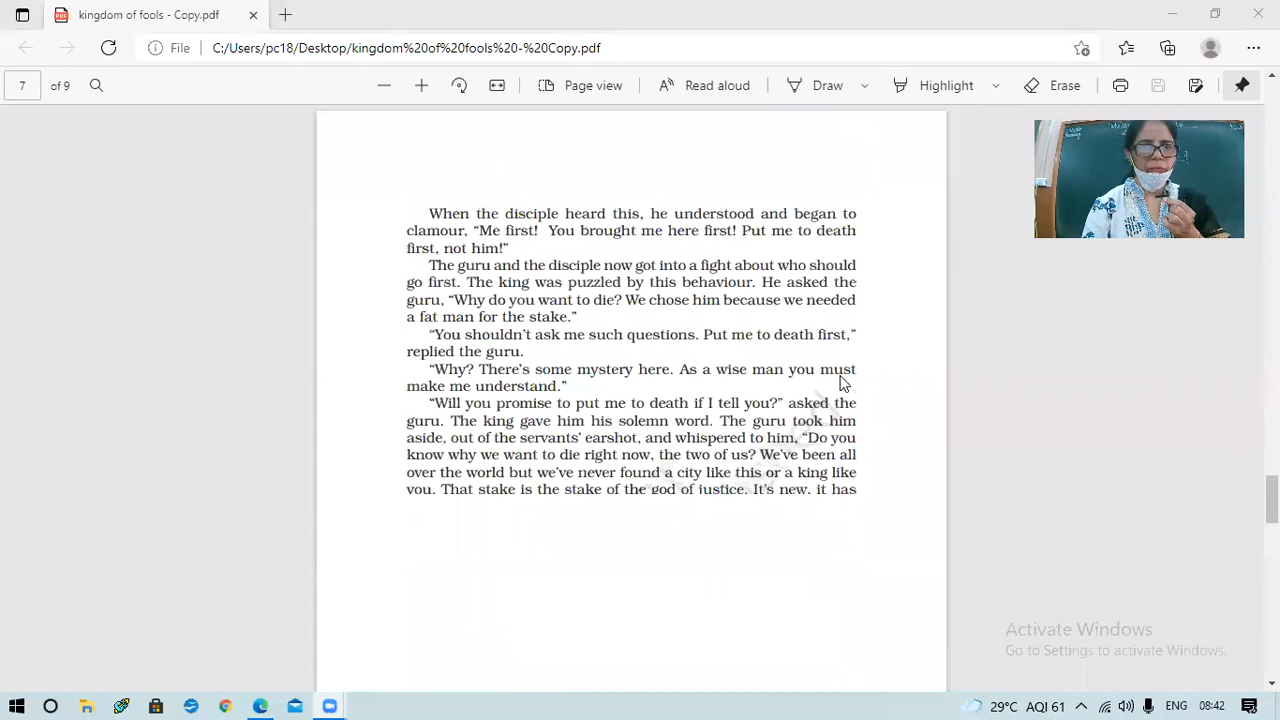 kingdom of fools - Copy.pdf
File C:/Users/pc18/Desktop/kingdom%20of%20fools%20-%20Copy.pdf
7 of 9 Page view Read aloud Draw Highlight Erase
When the disciple heard this, he understood and began to
clamour, “Me first! You brought me here first! Put me to death
first, not him!”
The guru and the disciple now got into a fight about who should
go first. The king was puzzled by this behaviour. He asked the
guru, “Why do you want to die? We chose him because we needed
a fat man for the stake.”
“You shouldn’t ask me such questions. Put me to death first,”
replied the guru.
“Why? There’s some mystery here. As a wise man you must
make me understand.”
“Will you promise to put me to death if I tell you?” asked the
guru. The king gave him his solemn word. The guru took him
aside, out of the servants’ earshot, and whispered to him, “Do you
know why we want to die right now, the two of us? We’ve been all
over the world but we’ve never found a city like this or a king like
you. That stake is the stake of the god of justice. It’s new, it has
Activate Windows
Go to Settings to activate Windows.
29°C AQI 61 ENG 08:42